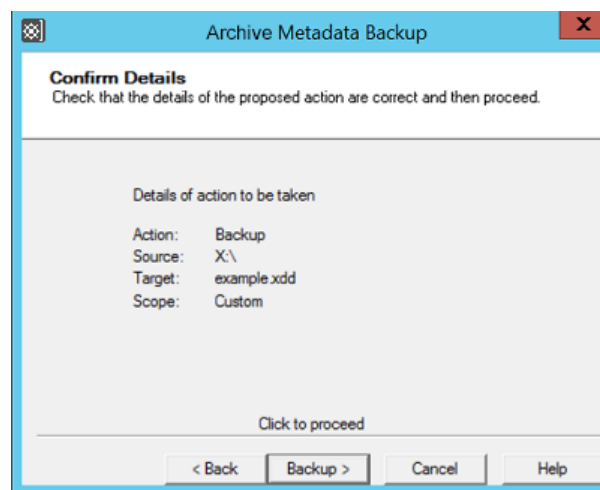 Archive Metadata Backup
X
Confirm Details
Check that the details of the proposed action are correct and then proceed.
Details of action to be taken
Action: Backup
Source: X:\
Target: example.xdd
Scope: Custom
Click to proceed
< Back Backup > Cancel Help